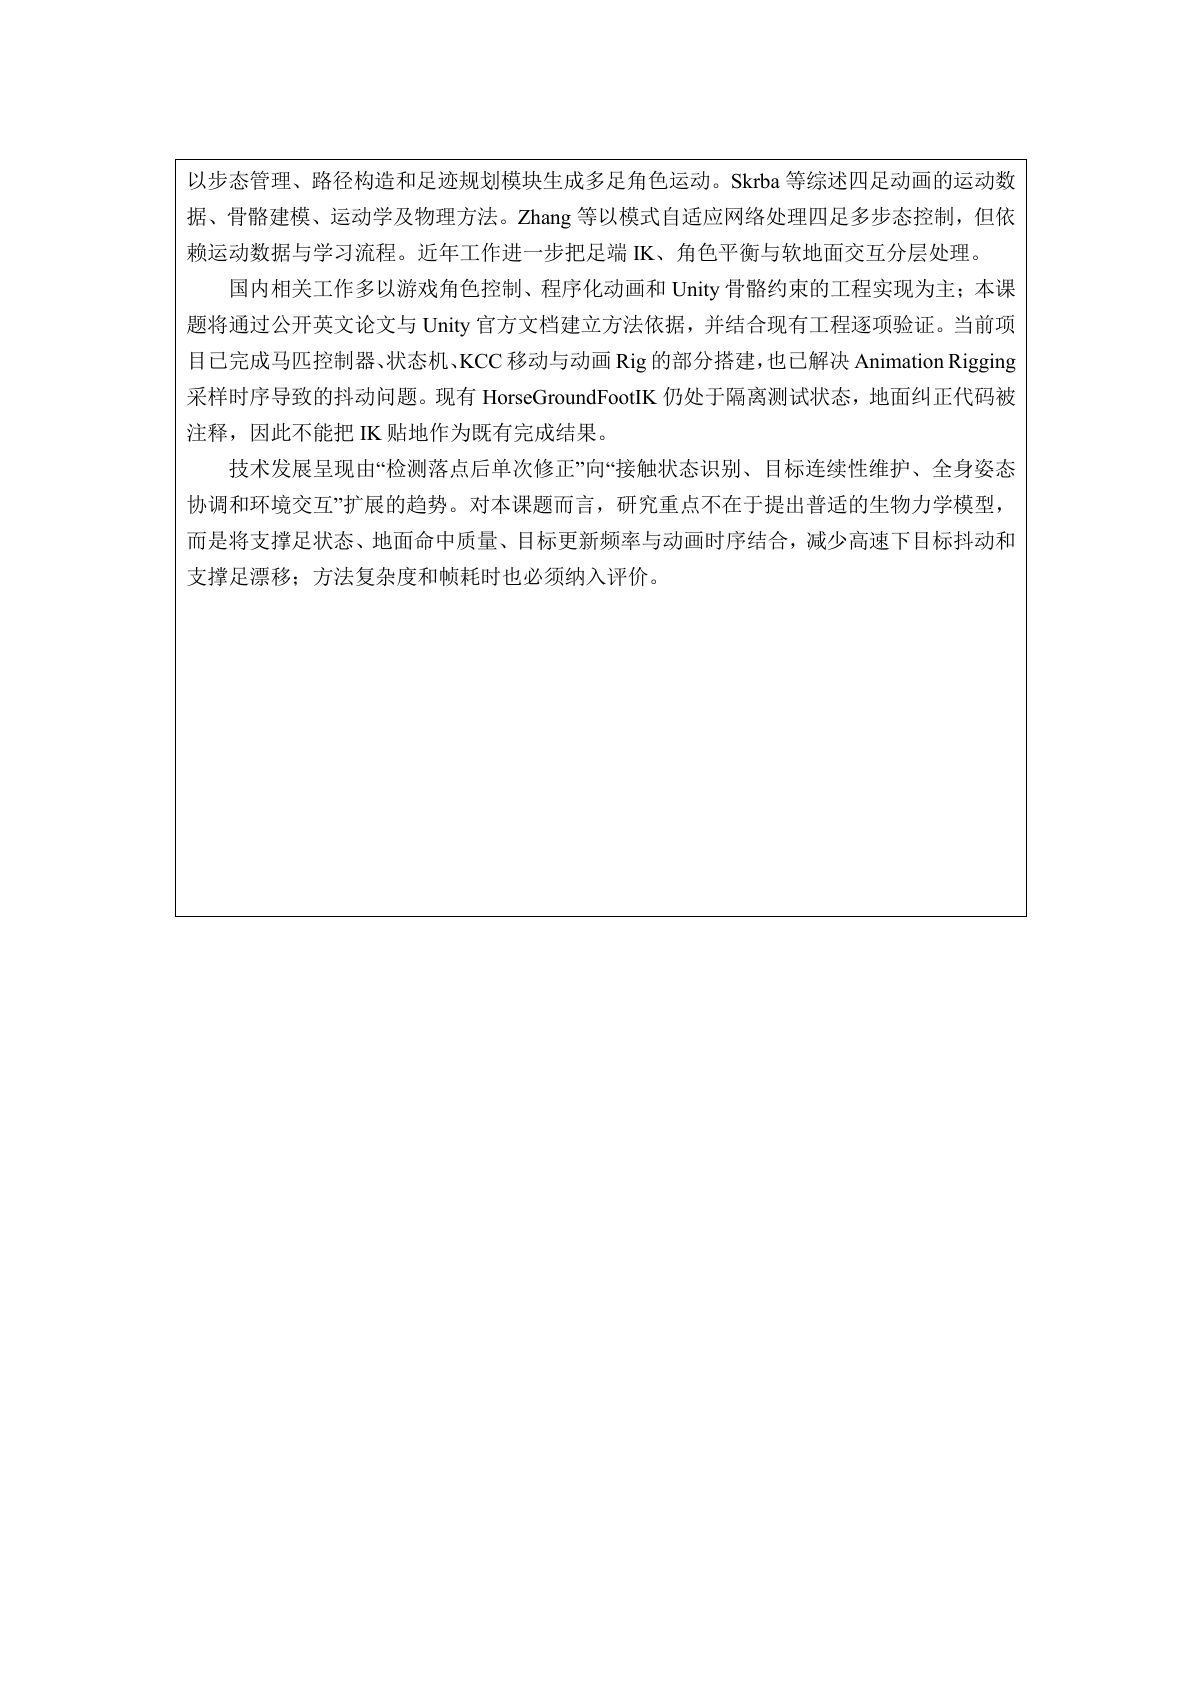 以步态管理、路径构造和足迹规划模块生成多足角色运动。Skrba 等综述四足动画的运动数
据、骨骼建模、运动学及物理方法。Zhang 等以模式自适应网络处理四足多步态控制，但依
赖运动数据与学习流程。近年工作进一步把足端 IK、角色平衡与软地面交互分层处理。
国内相关工作多以游戏角色控制、程序化动画和 Unity 骨骼约束的工程实现为主；本课
题将通过公开英文论文与 Unity 官方文档建立方法依据，并结合现有工程逐项验证。当前项
目已完成马匹控制器、状态机、KCC 移动与动画 Rig 的部分搭建，也已解决 Animation Rigging
采样时序导致的抖动问题。现有 HorseGroundFootIK 仍处于隔离测试状态，地面纠正代码被
注释，因此不能把 IK 贴地作为既有完成结果。
技术发展呈现由“检测落点后单次修正”向“接触状态识别、目标连续性维护、全身姿态
协调和环境交互”扩展的趋势。对本课题而言，研究重点不在于提出普适的生物力学模型，
而是将支撑足状态、地面命中质量、目标更新频率与动画时序结合，减少高速下目标抖动和
支撑足漂移；方法复杂度和帧耗时也必须纳入评价。